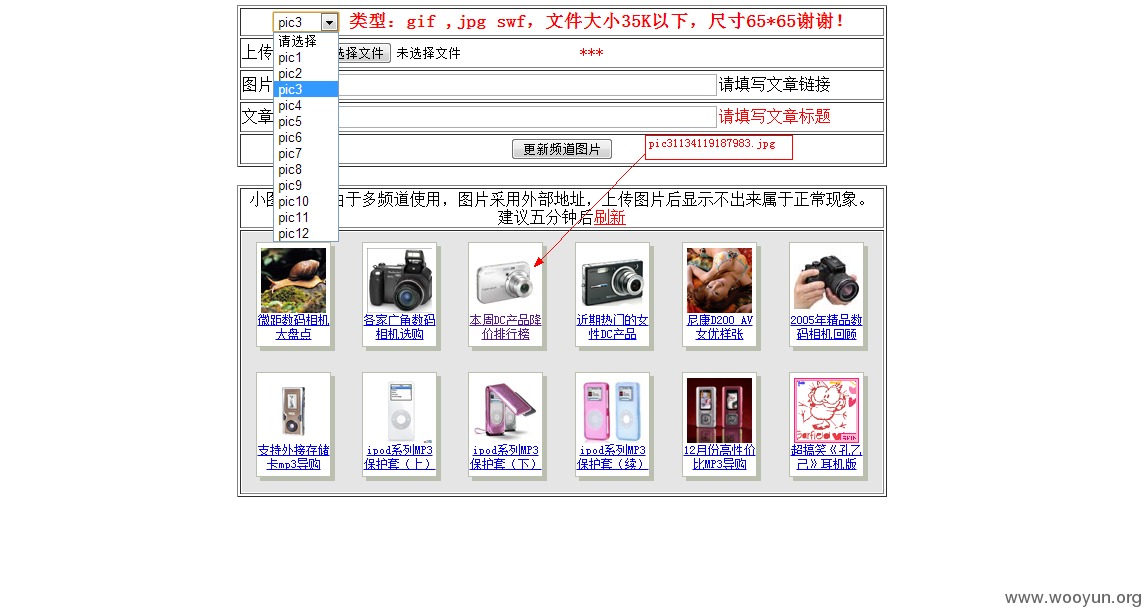 pic3 类型: gif ,jpg swf，文件大小35K以下，尺寸65*65谢谢!
请选择
pic1
pic2
pic3
pic4
pic5
pic6
pic7
pic8
pic9
pic10
pic11
pic12
上传 选择文件 未选择文件 ***
图片 请填写文章链接
文章 请填写文章标题
更新频道图片
pic31134119187983.jpg
小图 由于多频道使用，图片采用外部地址，上传图片后显示不出来属于正常现象。
建议五分钟后刷新
微距数码相机
大盘点
各家广角数码
相机选购
本周DC产品降
价排行榜
近期热门的女
性DC产品
尼康D200 AV
女优样张
2005年精品数
码相机回顾
支持外接存储
卡mp3导购
ipod系列MP3
保护套（上）
ipod系列MP3
保护套（下）
ipod系列MP3
保护套（续）
12月份高性价
比MP3导购
超搞笑《孔乙
己》耳机版
www.wooyun.org